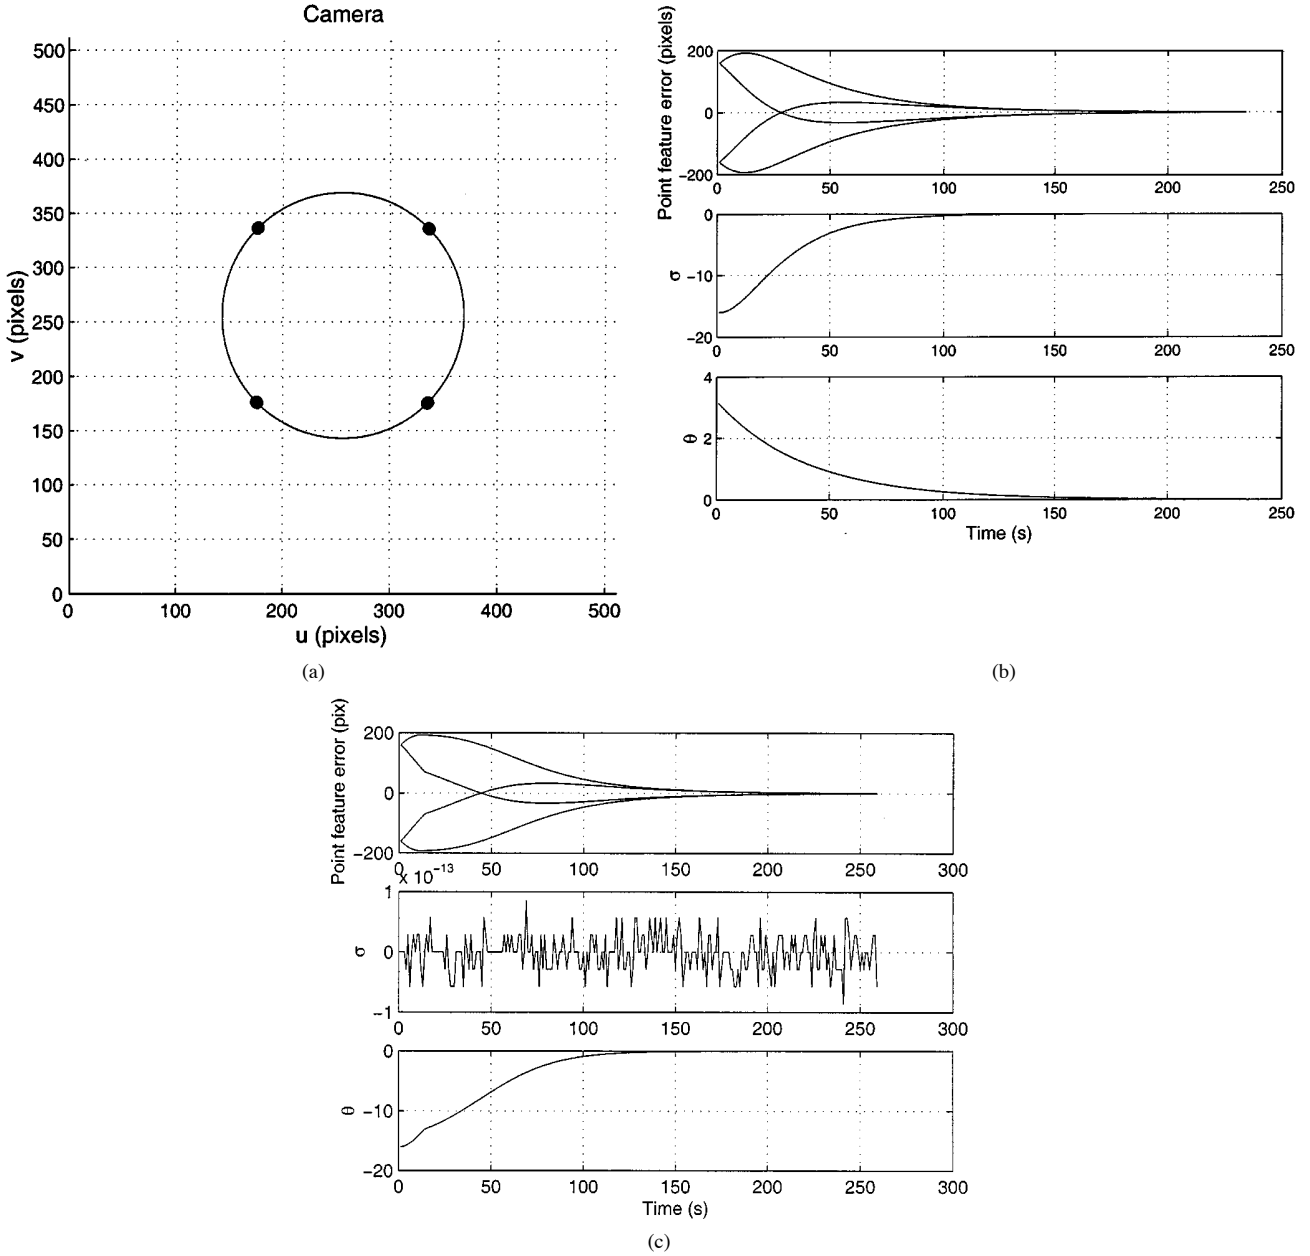 Camera
500
450
400
350
300
250
200
150
100
50
0
v (pixels)
0 100 200 300 400 500
u (pixels)
(a)
Point feature error (pixels)
200
0
−200
0 50 100 150 200 250
σ
0
−10
−20
0 50 100 150 200 250
θ
4
2
0
0 50 100 150 200 250
Time (s)
(b)
Point feature error (pix)
200
0
−200
0 50 100 150 200 250 300
x 10⁻¹³
σ
1
0
−1
0 50 100 150 200 250 300
θ
0
−10
−20
0 50 100 150 200 250 300
Time (s)
(c)